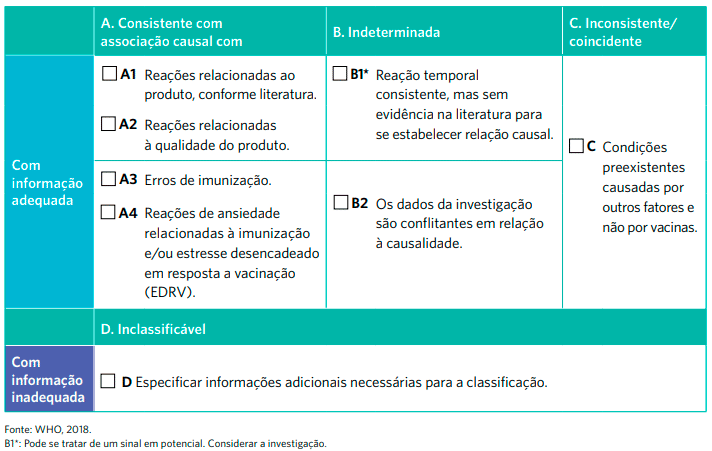 A. Consistente com
associação causal com
B. Indeterminada
C. Inconsistente/
coincidente
Com
informação
adequada
A1 Reações relacionadas ao
produto, conforme literatura.
A2 Reações relacionadas
à qualidade do produto.
A3 Erros de imunização.
A4 Reações de ansiedade
relacionadas à imunização
e/ou estresse desencadeado
em resposta a vacinação
(EDRV).
B1* Reação temporal
consistente, mas sem
evidência na literatura para
se estabelecer relação causal.
B2 Os dados da investigação
são conflitantes em relação
à causalidade.
C Condições
preexistentes
causadas por
outros fatores e
não por vacinas.
D. Inclassificável
Com
informação
inadequada
D Especificar informações adicionais necessárias para a classificação.
Fonte: WHO, 2018.
B1*: Pode se tratar de um sinal em potencial. Considerar a investigação.